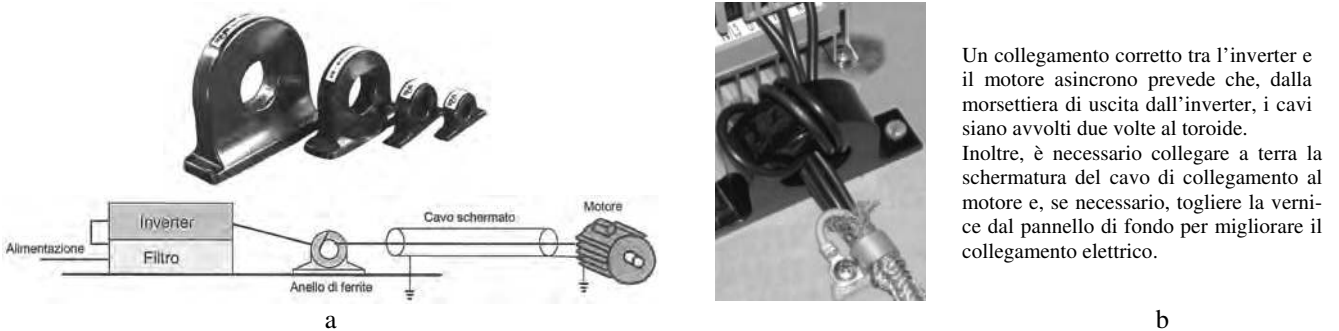 Inverter
Filtro
Alimentazione
Anello di ferrite
Cavo schermato
Motore
a
Un collegamento corretto tra l'inverter e
il motore asincrono prevede che, dalla
morsettiera di uscita dall'inverter, i cavi
siano avvolti due volte al toroide.
Inoltre, è necessario collegare a terra la
schermatura del cavo di collegamento al
motore e, se necessario, togliere la verni-
ce dal pannello di fondo per migliorare il
collegamento elettrico.
b